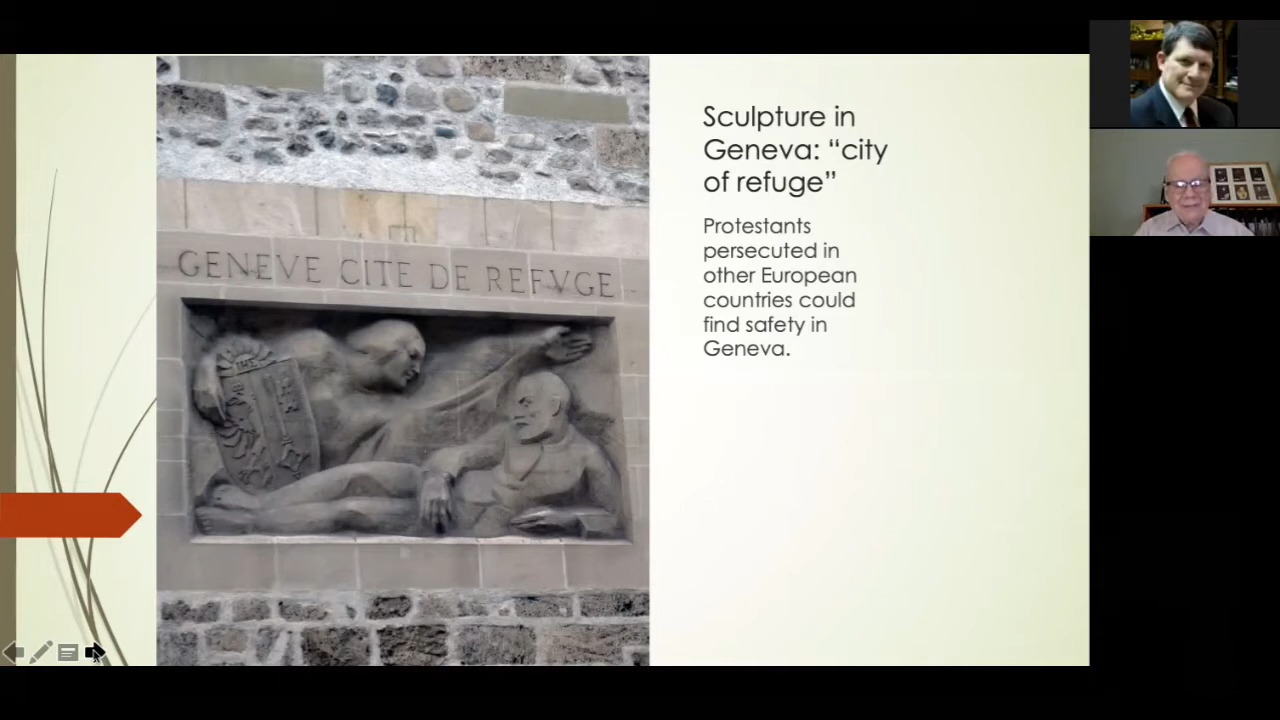 Sculpture in
Geneva: “city
of refuge”
Protestants
persecuted in
other European
countries could
find safety in
Geneva.
GENEVE CITE DE REFVGE
IHS